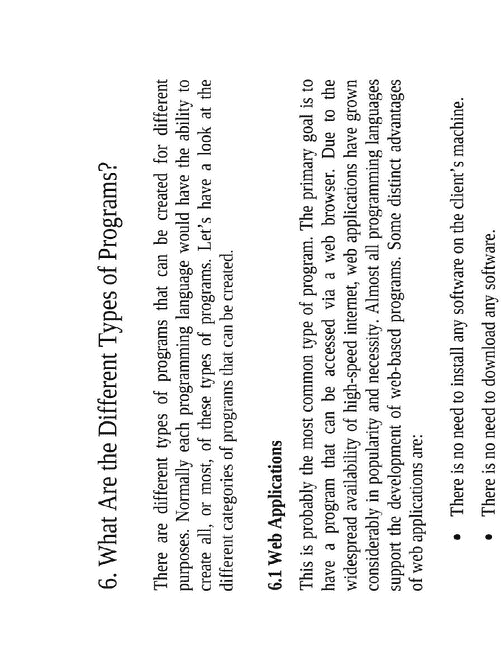 6. What Are the Different Types of Programs?
There are different types of programs that can be created for different
purposes. Normally each programming language would have the ability to
create all, or most, of these types of programs. Let's have a look at the
different categories of programs that can be created.
6.1 Web Applications
This is probably the most common type of program. The primary goal is to
have a program that can be accessed via a web browser. Due to the
widespread availability of high-speed internet, web applications have grown
considerably in popularity and necessity. Almost all programming languages
support the development of web-based programs. Some distinct advantages
of web applications are:
• There is no need to install any software on the client's machine.
• There is no need to download any software.